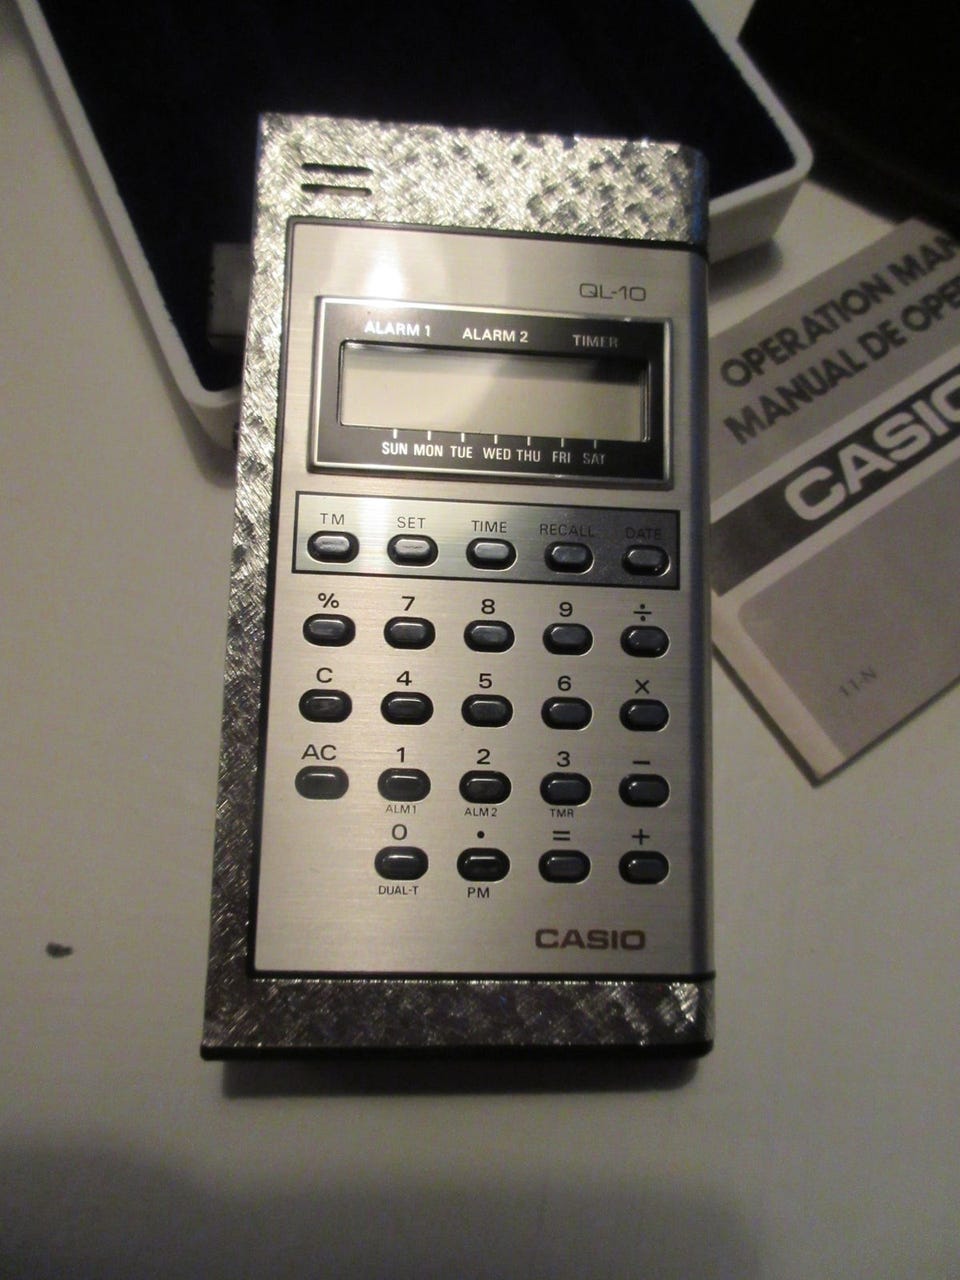 QL-10
ALARM 1 ALARM 2 TIMER
SUN MON TUE WED THU FRI SAT
TM SET TIME RECALL DATE
% 7 8 9 ÷
C 4 5 6 ×
AC 1 2 3 −
ALM1 ALM2 TMR
0 • = +
DUAL-T PM
CASIO
OPERATION MAN
MANUAL DE OPE
CASIO
11-N